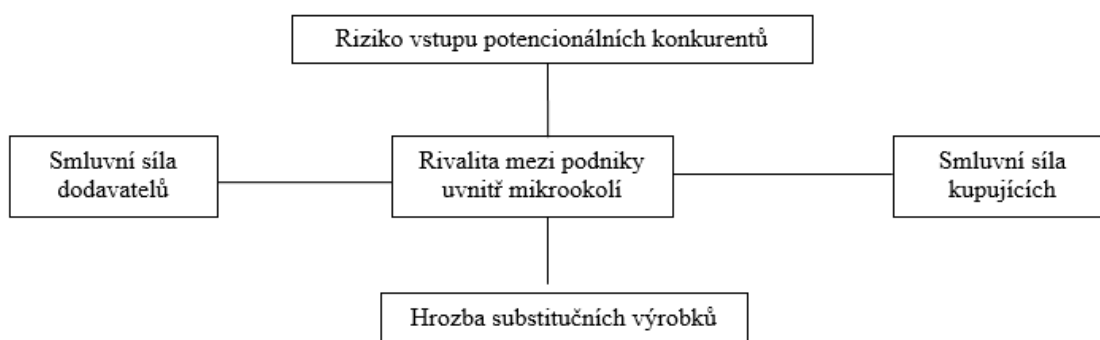 Riziko vstupu potencionálních konkurentů
Smluvní síla
dodavatelů
Rivalita mezi podniky
uvnitř mikrookolí
Smluvní síla
kupujících
Hrozba substitučních výrobků